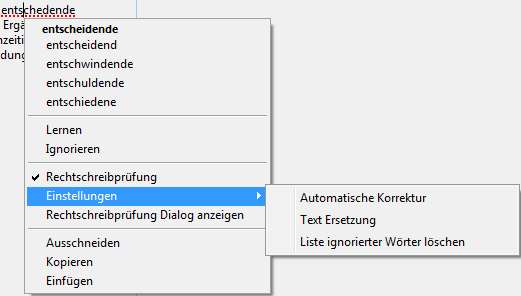 entschedende
Ergä
entscheidende
nzeiti
entscheidend
dung
entschwindende
entschuldende
entschiedene
Lernen
Ignorieren
Rechtschreibprüfung
Einstellungen
Automatische Korrektur
Rechtschreibprüfung Dialog anzeigen
Text Ersetzung
Liste ignorierter Wörter löschen
Ausschneiden
Kopieren
Einfügen